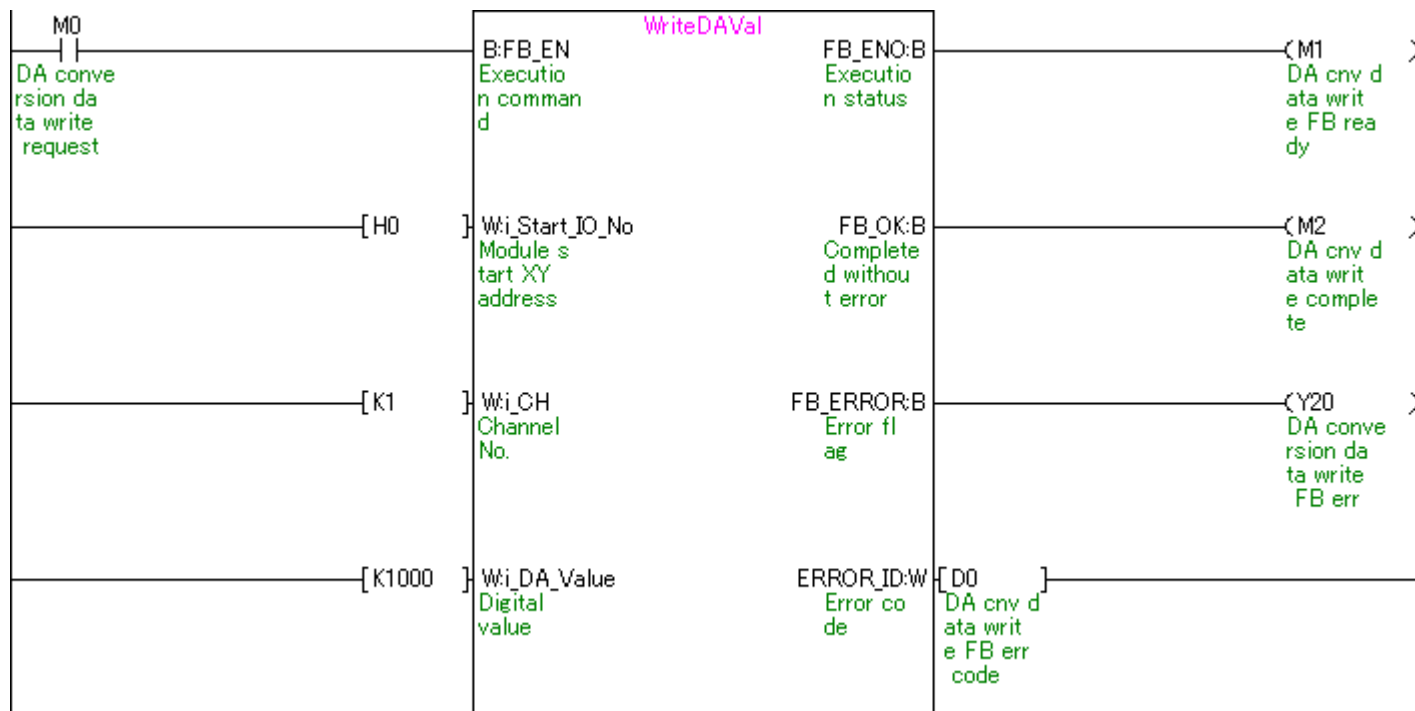 WriteDAVal
M0
DA conve
rsion da
ta write
request
B:FB_EN
Executio
n comman
d
FB_ENO:B
Executio
n status
M1
DA cnv d
ata writ
e FB rea
dy
H0
W:i_Start_IO_No
Module s
tart XY
address
FB_OK:B
Complete
d withou
t error
M2
DA cnv d
ata writ
e comple
te
K1
W:i_CH
Channel
No.
FB_ERROR:B
Error fl
ag
Y20
DA conve
rsion da
ta write
FB err
K1000
W:i_DA_Value
Digital
value
ERROR_ID:W
Error co
de
D0
DA cnv d
ata writ
e FB err
code